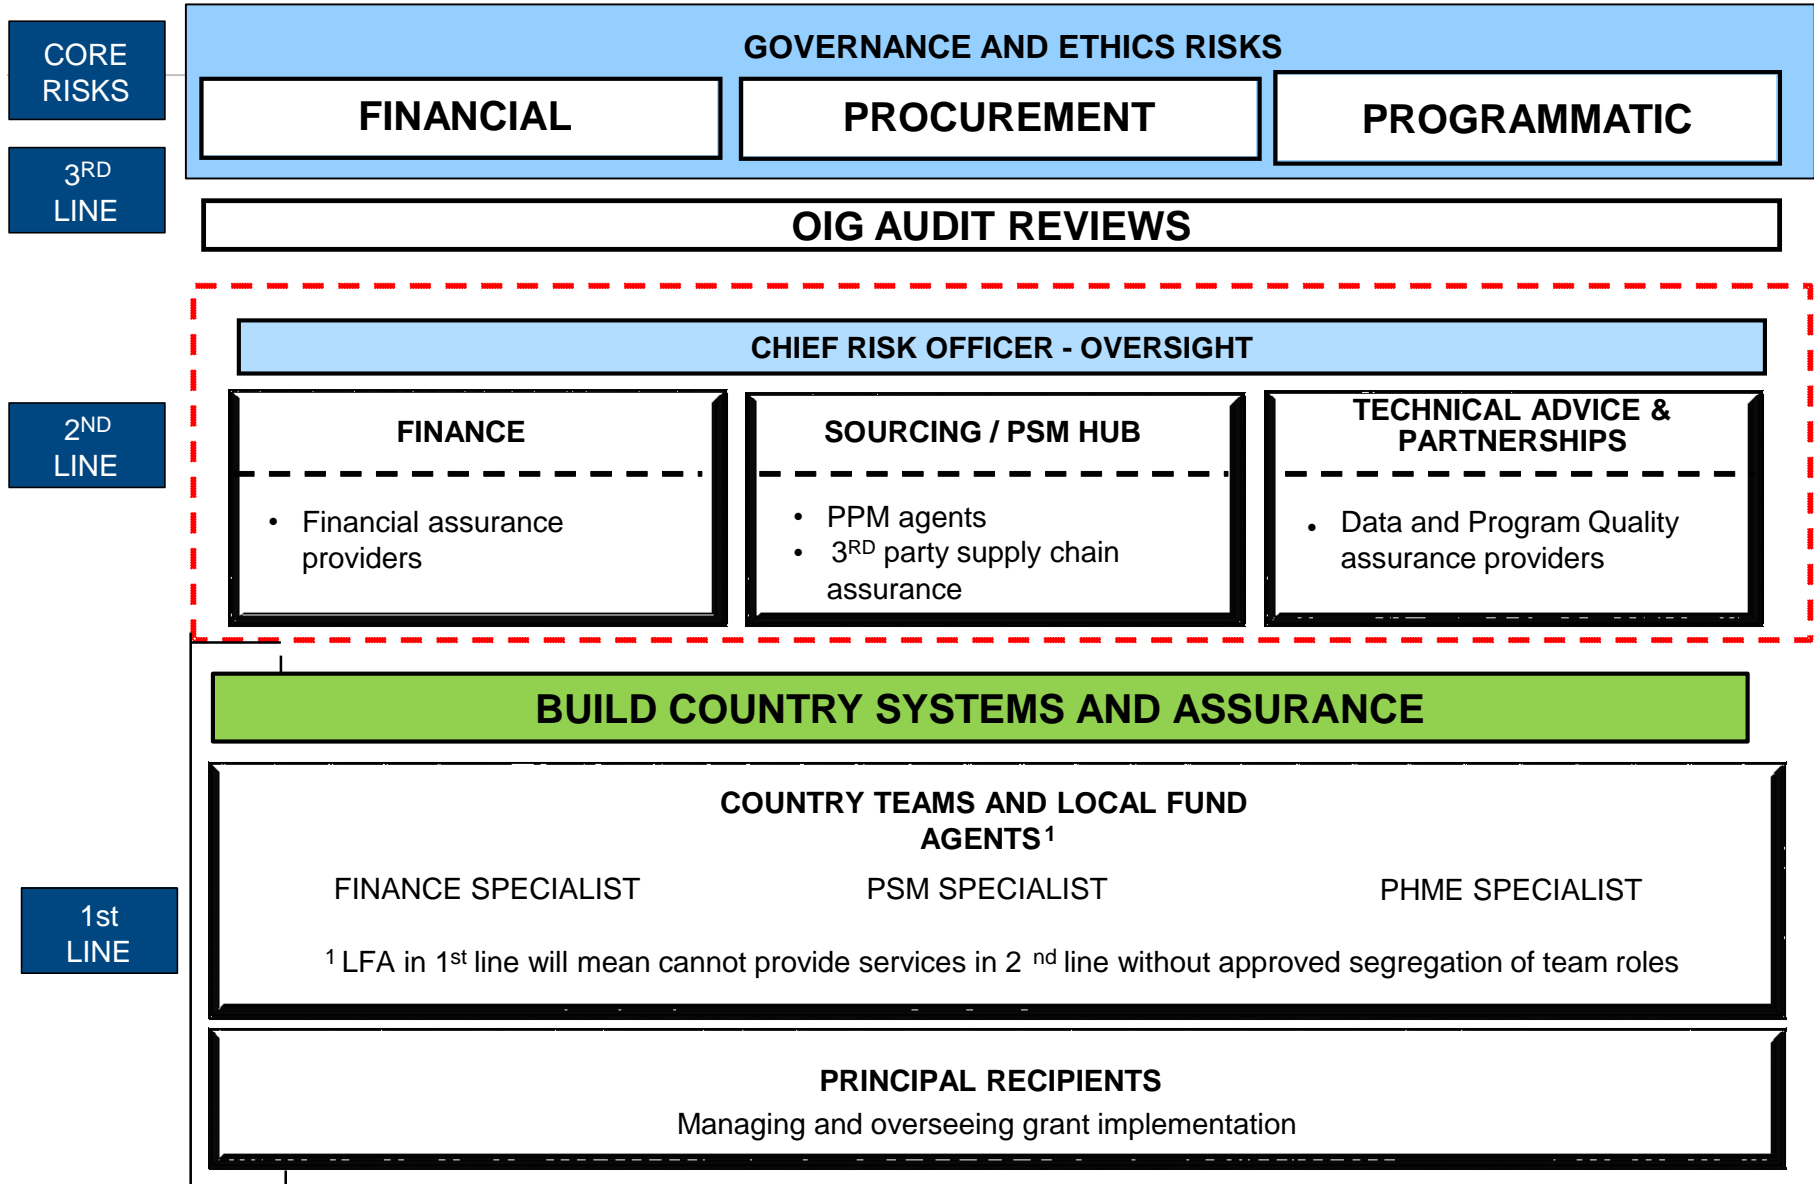 CORE
RISKS
GOVERNANCE AND ETHICS RISKS
FINANCIAL
PROCUREMENT
PROGRAMMATIC
3RD
LINE
OIG AUDIT REVIEWS
CHIEF RISK OFFICER - OVERSIGHT
2ND
LINE
FINANCE
• Financial assurance
providers
SOURCING / PSM HUB
• PPM agents
• 3RD party supply chain
assurance
TECHNICAL ADVICE &
PARTNERSHIPS
• Data and Program Quality
assurance providers
BUILD COUNTRY SYSTEMS AND ASSURANCE
1st
LINE
COUNTRY TEAMS AND LOCAL FUND
AGENTS1
FINANCE SPECIALIST
PSM SPECIALIST
PHME SPECIALIST
1 LFA in 1st line will mean cannot provide services in 2 nd line without approved segregation of team roles
PRINCIPAL RECIPIENTS
Managing and overseeing grant implementation